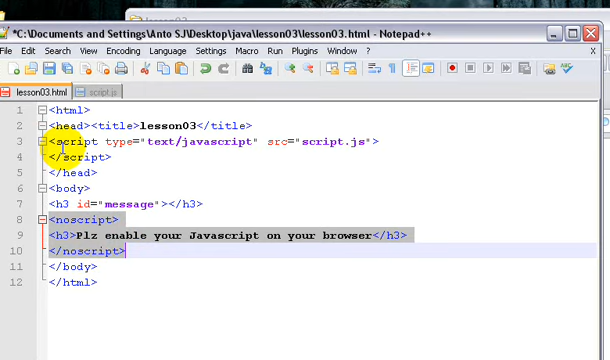 *C:\Documents and Settings\Anto SJ\Desktop\java\lesson03\lesson03.html - Notepad++
File Edit Search View Encoding Language Settings Macro Run Plugins Window ? X
lesson03.html script.js
1 <html>
2 <head><title>lesson03</title>
3 <script type="text/javascript" src="script.js">
4 </script>
5 </head>
6 <body>
7 <h3 id="message"></h3>
8 <noscript>
9 <h3>Plz enable your Javascript on your browser</h3>
10 </noscript>
11 </body>
12 </html>